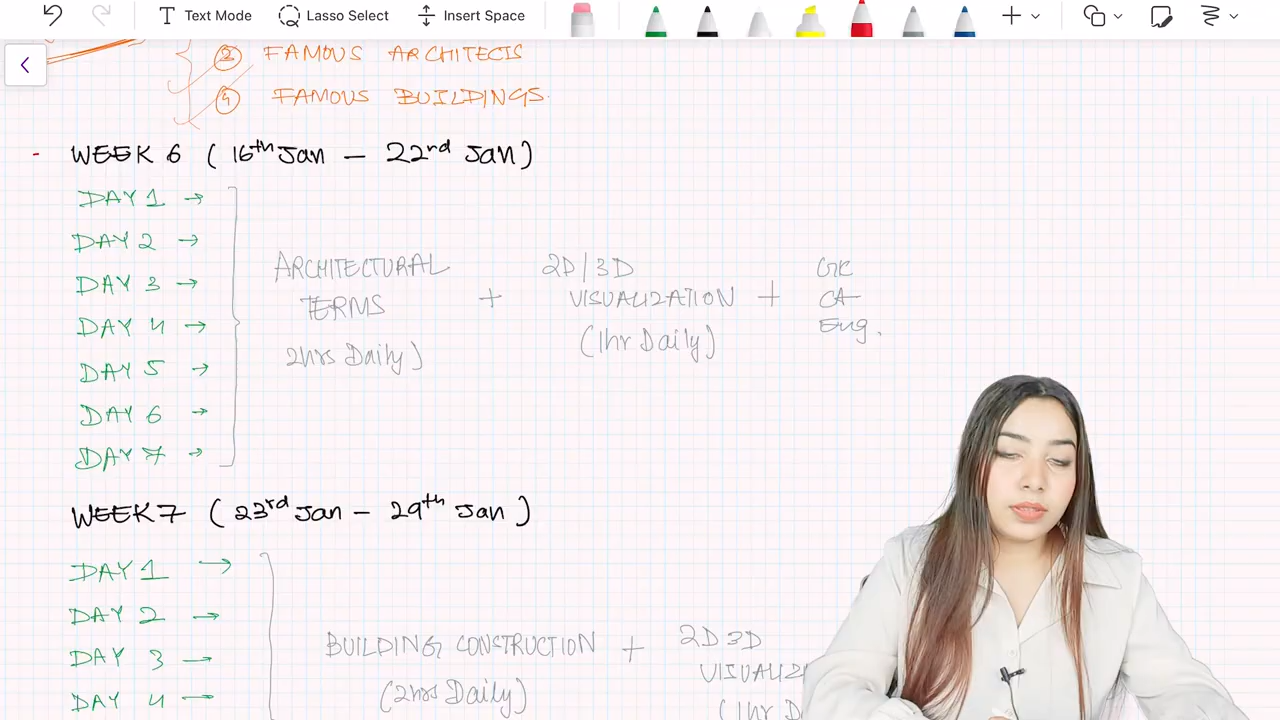 Text Mode
Lasso Select
Insert Space
③ FAMOUS ARCHITECTS
④ FAMOUS BUILDINGS.
- WEEK 6 (16th Jan – 22nd Jan)
DAY 1 →
DAY 2 →
DAY 3 →
DAY 4 →
DAY 5 →
DAY 6 →
DAY 7 →
ARCHITECTURAL
TERMS
2hrs Daily)
+
2D/3D
VISUALIZATION
(1hr Daily)
+
GK
CA
Eng.
WEEK 7 (23rd Jan – 29th Jan)
DAY 1 →
DAY 2 →
DAY 3 →
DAY 4 →
BUILDING CONSTRUCTION
(2hrs Daily)
+
2D 3D
VISUALIZ
(1hr D